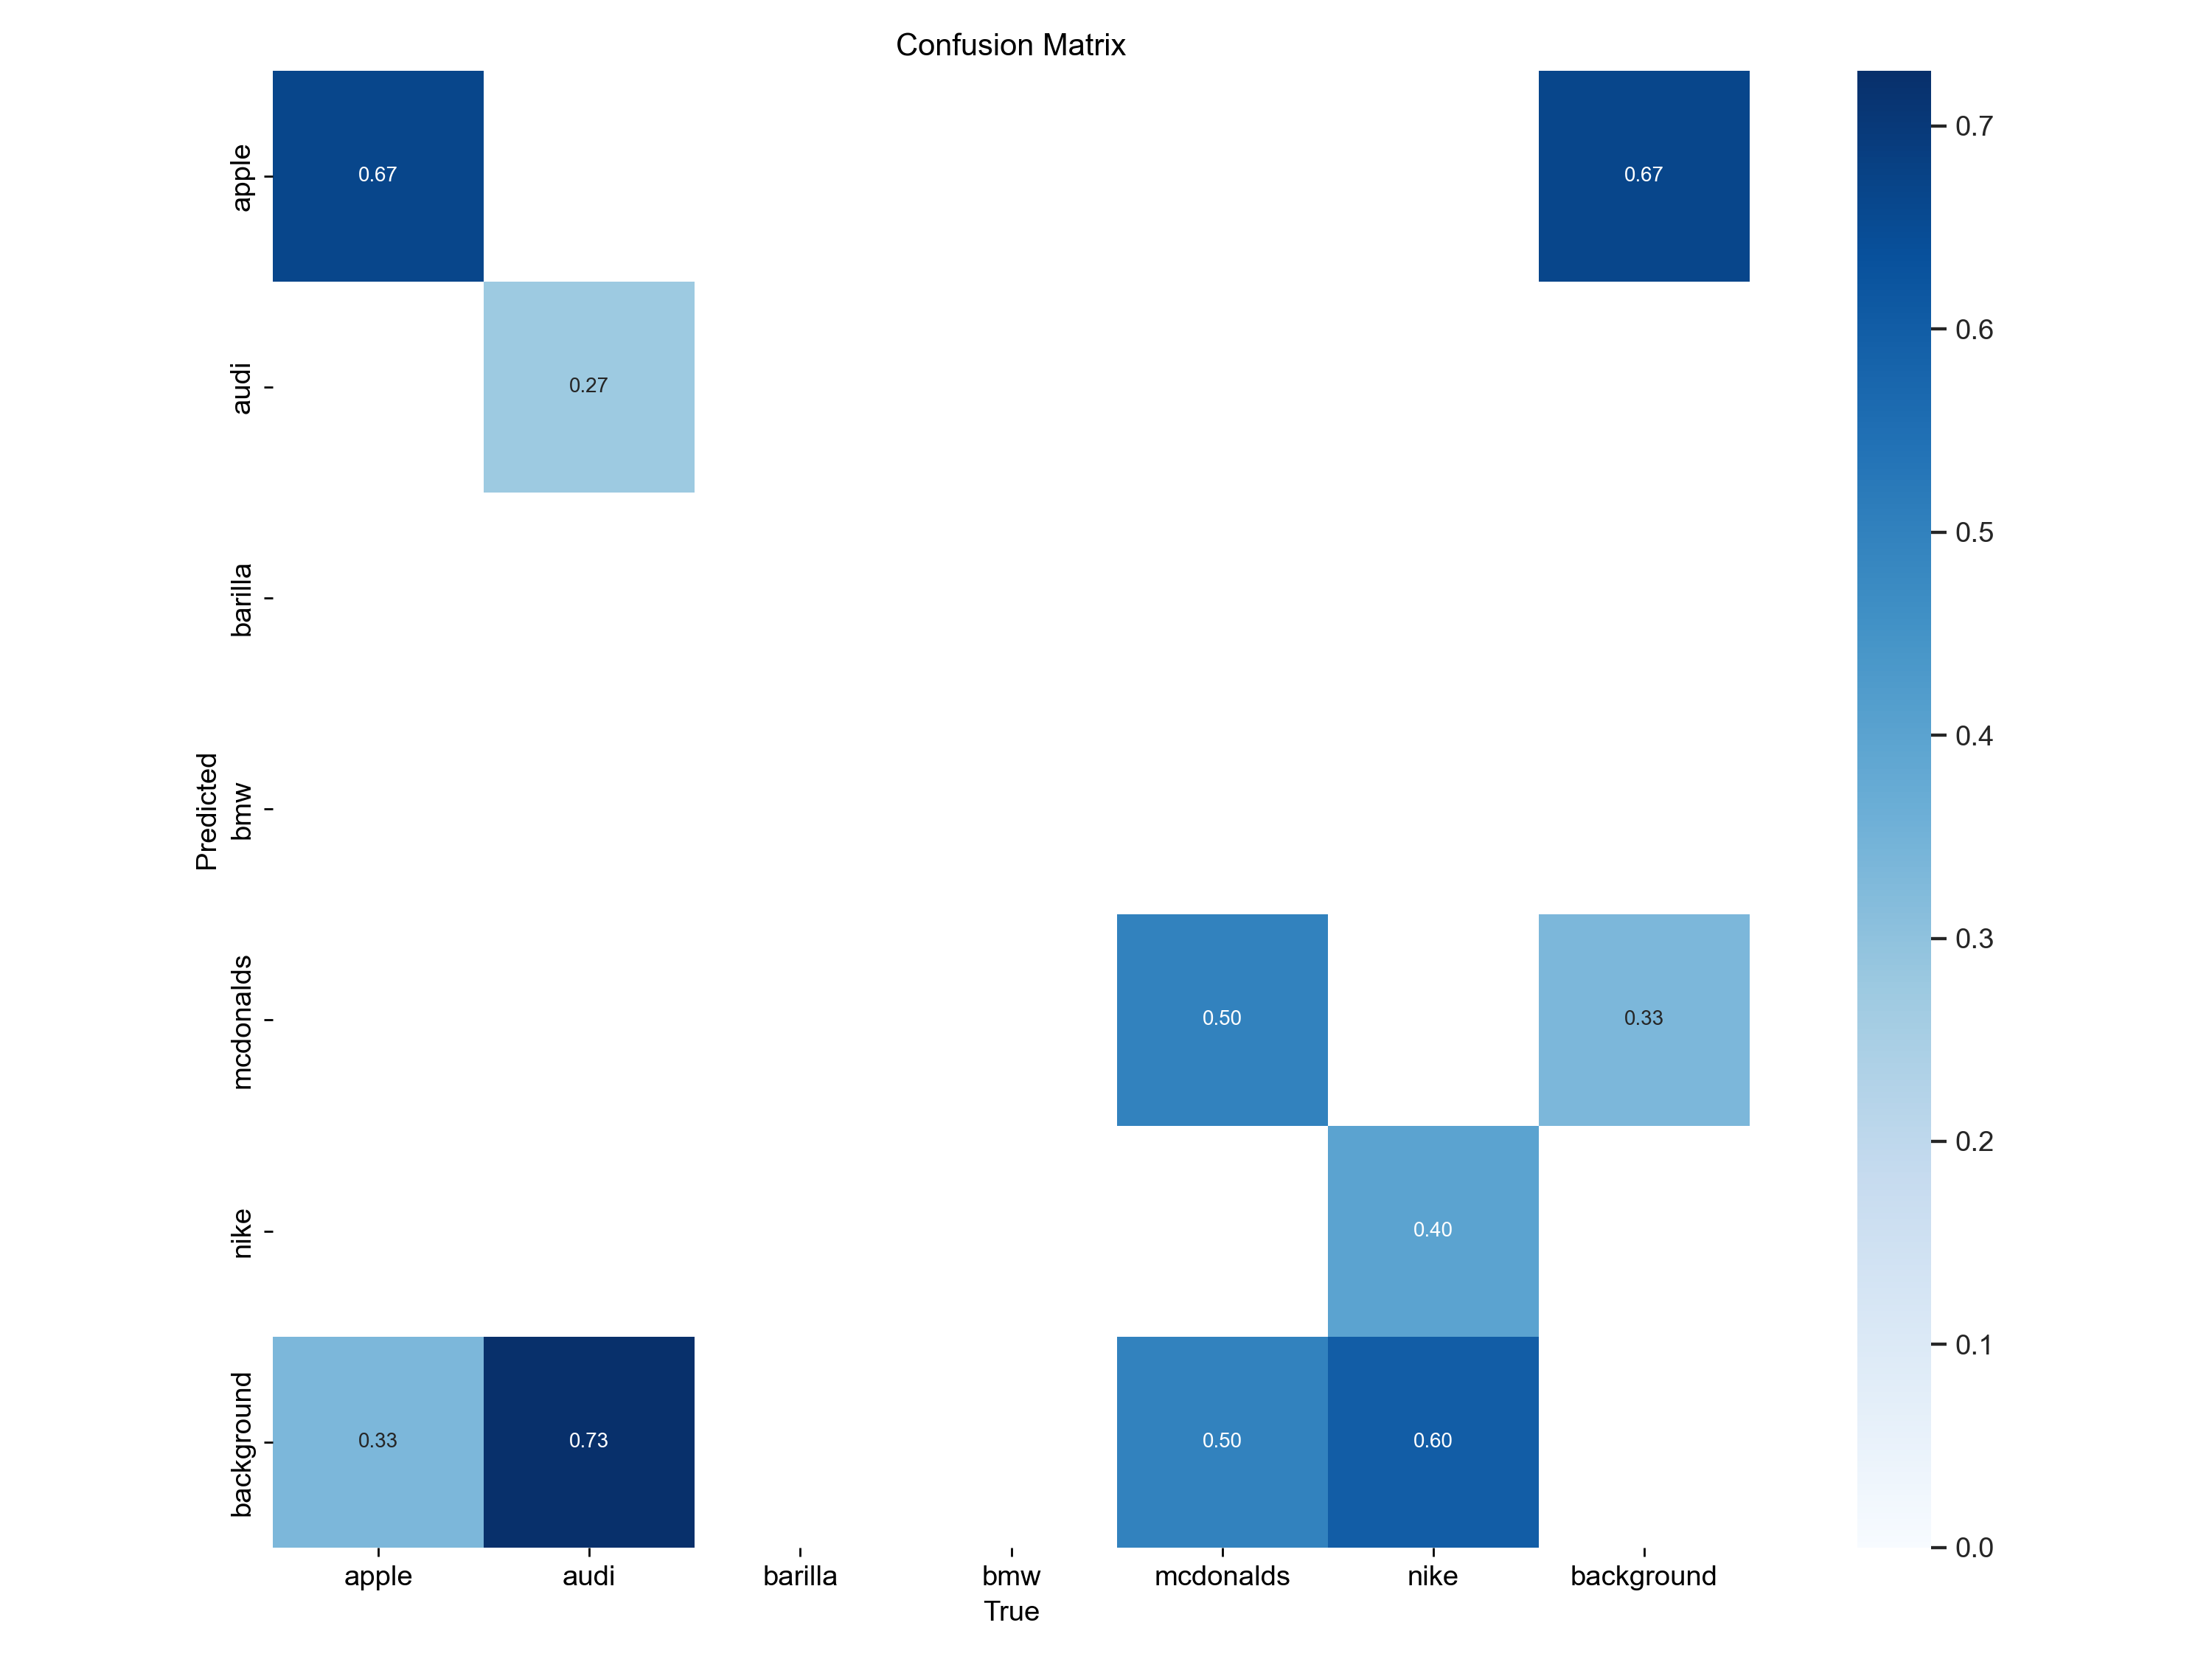 Confusion Matrix
apple
audi
barilla
bmw
mcdonalds
nike
background
Predicted
0.67
0.67
0.27
0.50
0.33
0.40
0.33
0.73
0.50
0.60
apple
audi
barilla
bmw
mcdonalds
nike
background
True
0.7
0.6
0.5
0.4
0.3
0.2
0.1
0.0